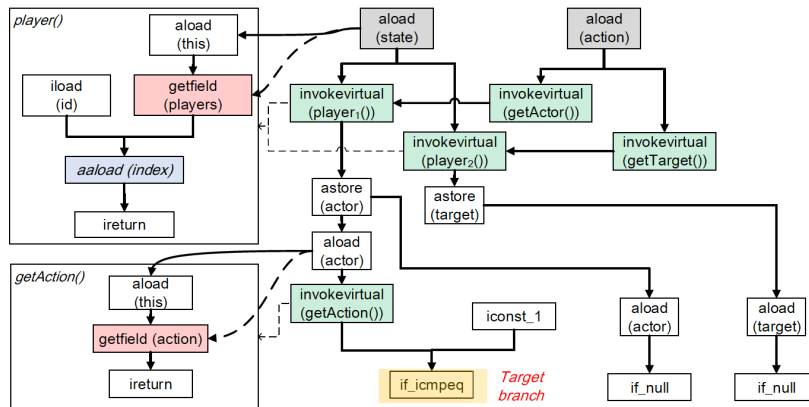 player()
aload
(this)
iload
(id)
getfield
(players)
aaload (index)
ireturn
aload
(state)
aload
(action)
invokevirtual
(player₁())
invokevirtual
(getActor())
invokevirtual
(player₂())
invokevirtual
(getTarget())
astore
(actor)
astore
(target)
aload
(actor)
getAction()
aload
(this)
getfield (action)
ireturn
invokevirtual
(getAction())
iconst_1
aload
(actor)
aload
(target)
if_icmpeq
Target
branch
if_null
if_null